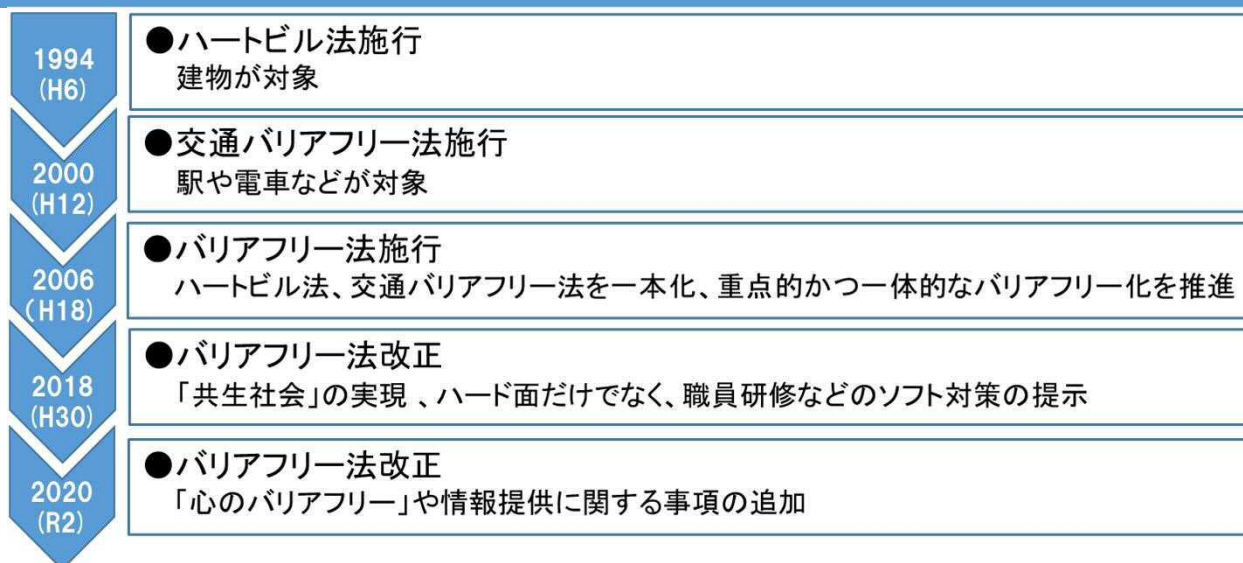 1994
(H6)
●ハートビル法施行
建物が対象
2000
(H12)
●交通バリアフリー法施行
駅や電車などが対象
2006
(H18)
●バリアフリー法施行
ハートビル法、交通バリアフリー法を一本化、重点的かつ一体的なバリアフリー化を推進
2018
(H30)
●バリアフリー法改正
「共生社会」の実現 、ハード面だけでなく、職員研修などのソフト対策の提示
2020
(R2)
●バリアフリー法改正
「心のバリアフリー」や情報提供に関する事項の追加